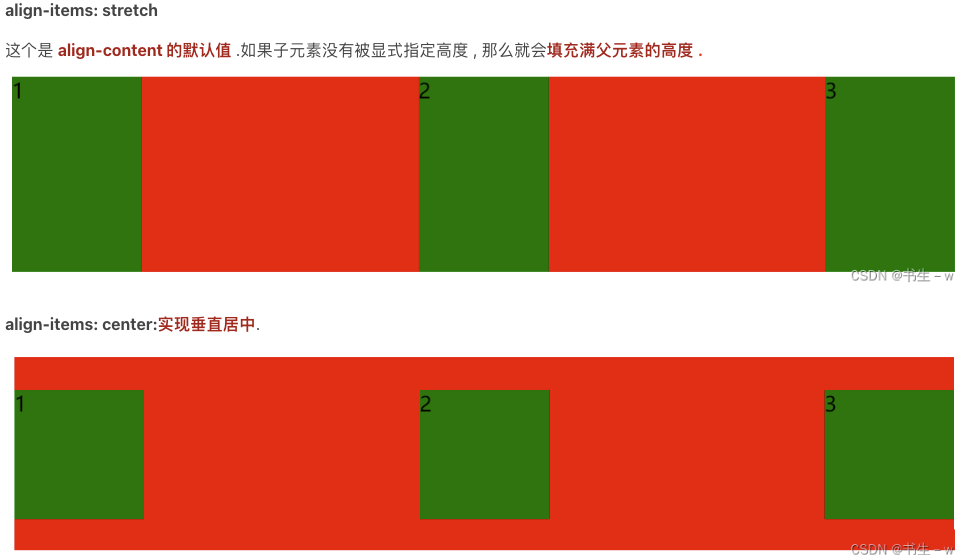 align-items: stretch
这个是 align-content 的默认值 .如果子元素没有被显式指定高度 , 那么就会填充满父元素的高度 .
1 2 3
CSDN @书生-w
align-items: center:实现垂直居中.
1 2 3
CSDN @书生-w